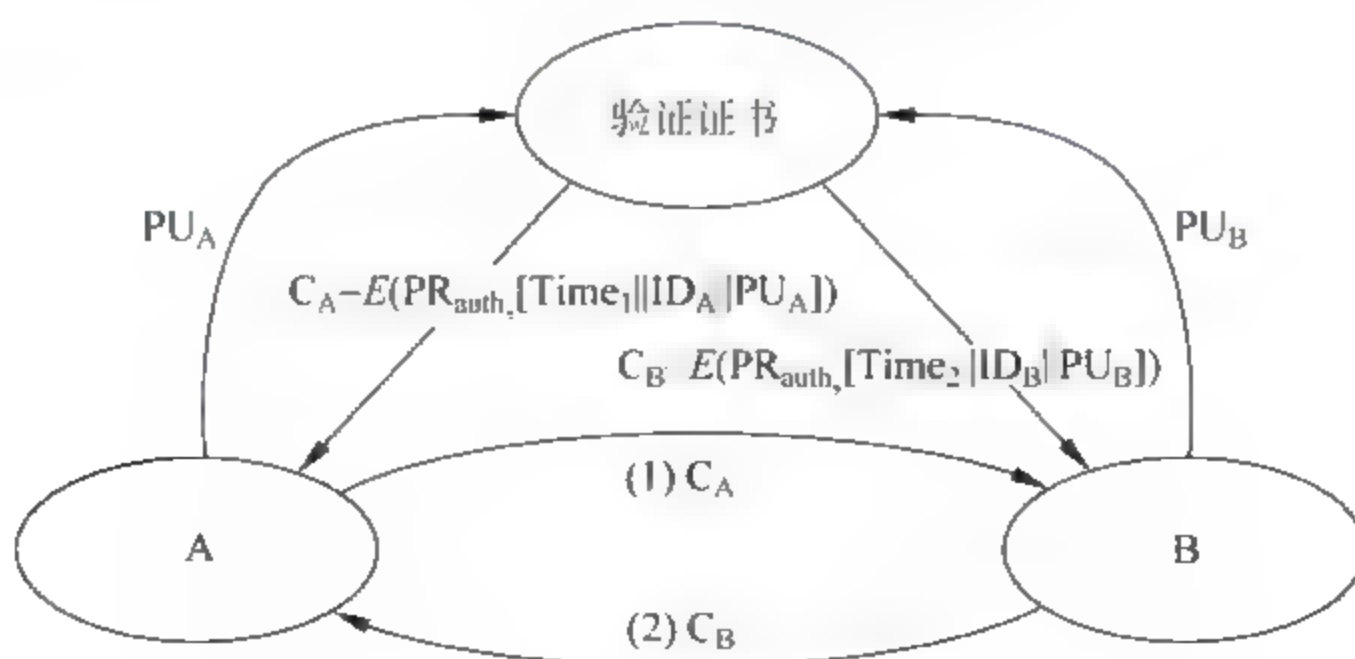 验证证书
PU_A
PU_B
C_A–E(PR_auth,[Time_1||ID_A|PU_A])
C_B E(PR_auth,[Time_2||ID_B|PU_B])
(1) C_A
A
B
(2) C_B